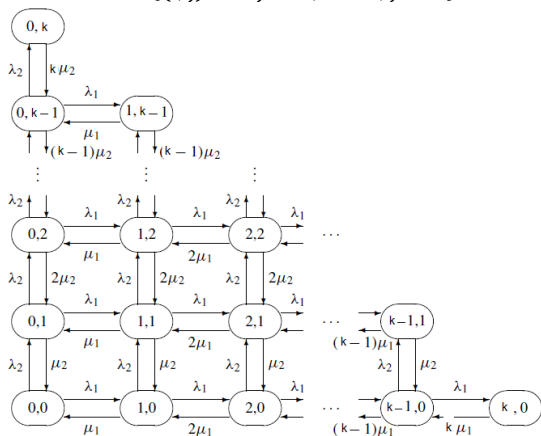 0, k
λ₂ kμ₂
λ₁
0, k−1 1, k−1
μ₁
(k−1)μ₂ (k−1)μ₂
⋮ ⋮ ⋮
λ₂ λ₂ λ₂
λ₁ λ₁ λ₁
0,2 1,2 2,2 ...
μ₁ 2μ₁
λ₂ 2μ₂ λ₂ 2μ₂ λ₂ 2μ₂
λ₁ λ₁ λ₁
0,1 1,1 2,1 ... k−1,1
μ₁ 2μ₁ (k−1)μ₁
λ₂ μ₂ λ₂ μ₂ λ₂ μ₂ λ₂ μ₂
λ₁ λ₁ λ₁ λ₁
0,0 1,0 2,0 ... k−1,0 k,0
μ₁ 2μ₁ (k−1)μ₁ kμ₁